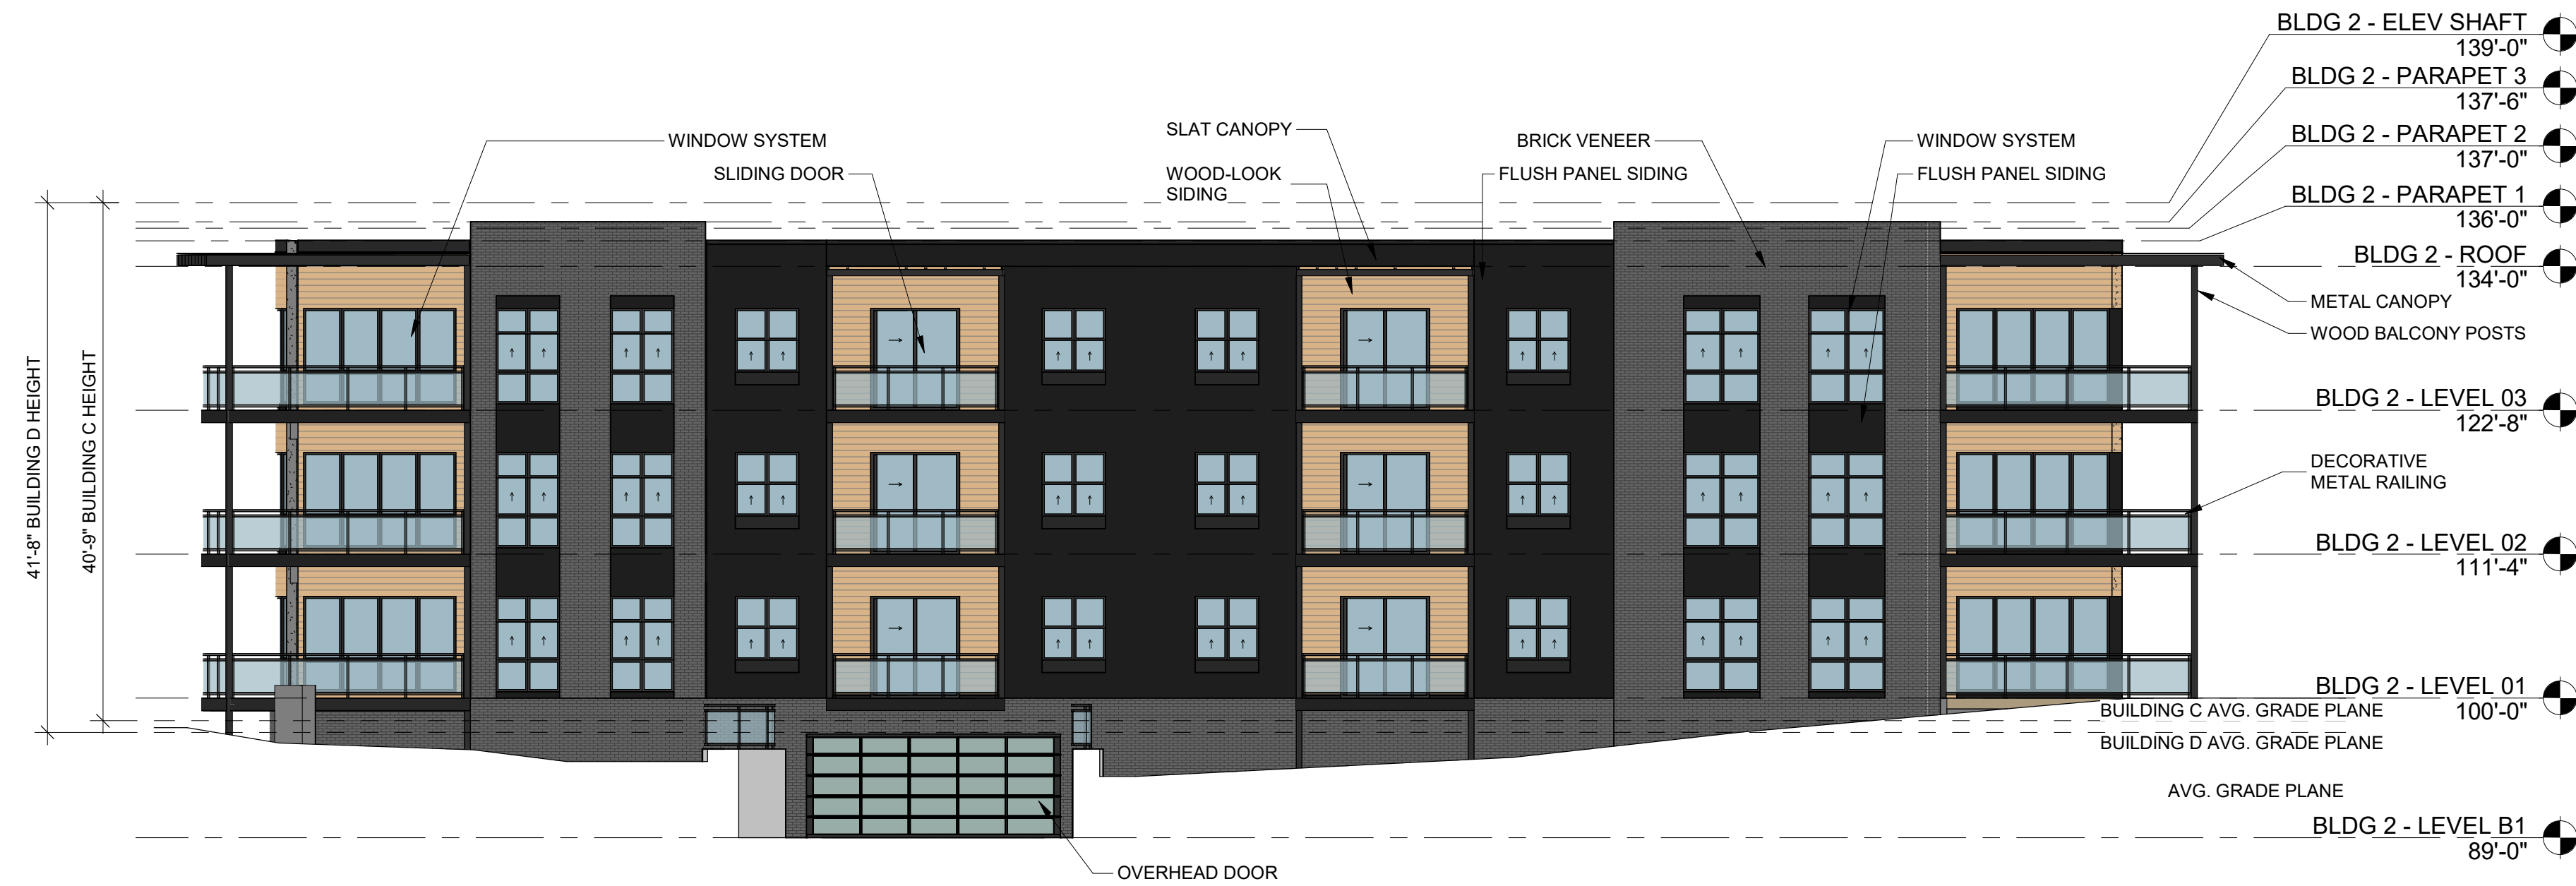 BLDG 2 - ELEV SHAFT
139'-0"
BLDG 2 - PARAPET 3
137'-6"
BLDG 2 - PARAPET 2
137'-0"
BLDG 2 - PARAPET 1
136'-0"
BLDG 2 - ROOF
134'-0"
METAL CANOPY
WOOD BALCONY POSTS
BLDG 2 - LEVEL 03
122'-8"
DECORATIVE
METAL RAILING
BLDG 2 - LEVEL 02
111'-4"
BLDG 2 - LEVEL 01
100'-0"
BUILDING C AVG. GRADE PLANE
BUILDING D AVG. GRADE PLANE
AVG. GRADE PLANE
BLDG 2 - LEVEL B1
89'-0"
WINDOW SYSTEM
SLIDING DOOR
SLAT CANOPY
WOOD-LOOK
SIDING
BRICK VENEER
FLUSH PANEL SIDING
WINDOW SYSTEM
FLUSH PANEL SIDING
41'-8" BUILDING D HEIGHT
40'-9" BUILDING C HEIGHT
OVERHEAD DOOR